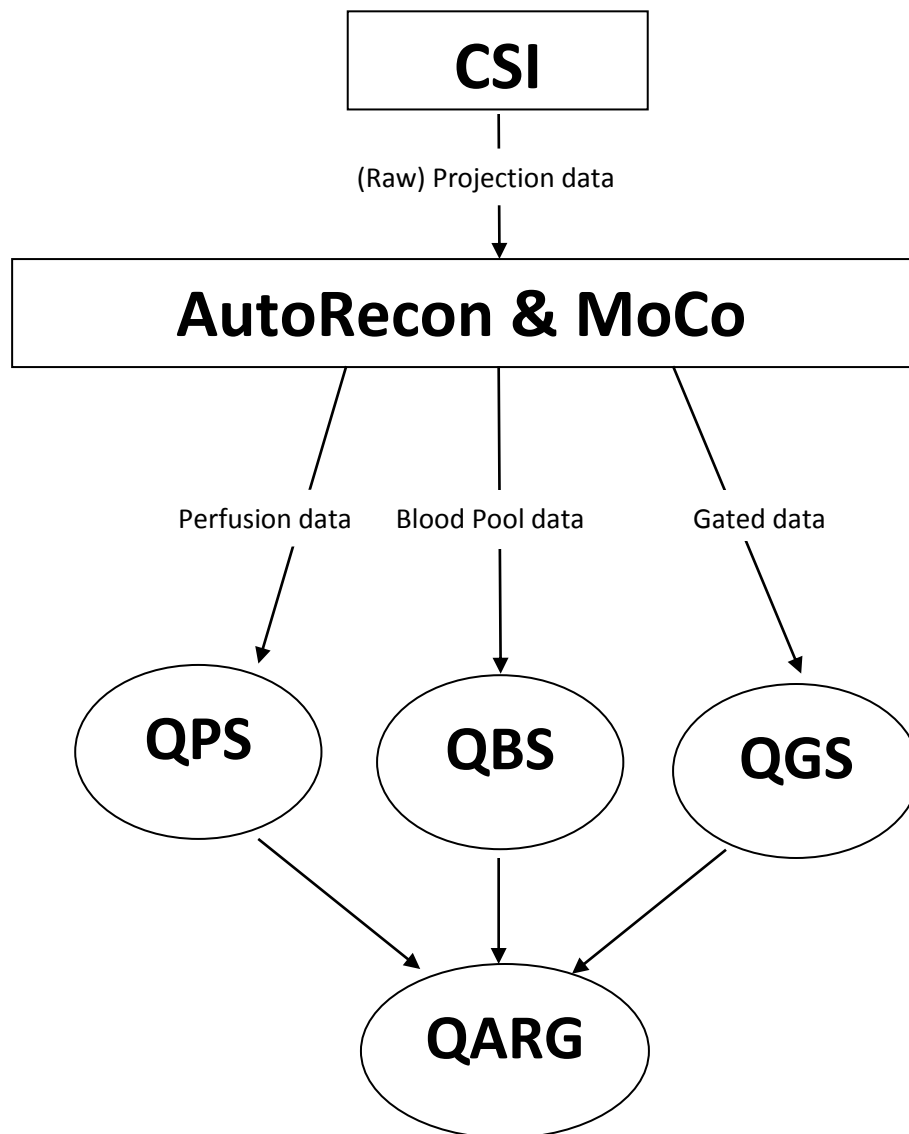 CSI
(Raw) Projection data
AutoRecon & MoCo
Perfusion data
Blood Pool data
Gated data
QPS
QBS
QGS
QARG